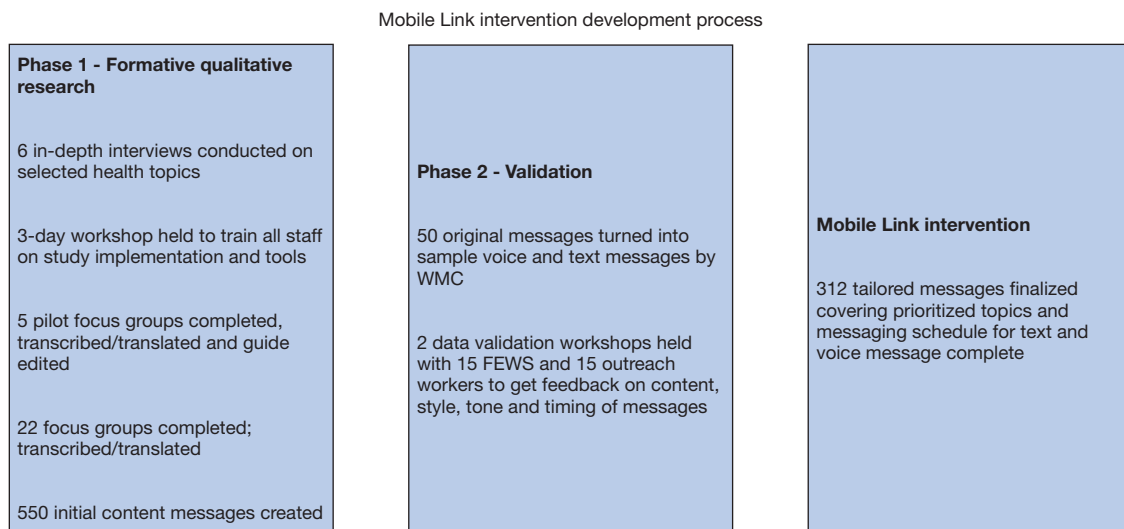 Mobile Link intervention development process
Phase 1 - Formative qualitative
research
6 in-depth interviews conducted on
selected health topics
3-day workshop held to train all staff
on study implementation and tools
5 pilot focus groups completed,
transcribed/translated and guide
edited
22 focus groups completed;
transcribed/translated
550 initial content messages created
Phase 2 - Validation
50 original messages turned into
sample voice and text messages by
WMC
2 data validation workshops held
with 15 FEWS and 15 outreach
workers to get feedback on content,
style, tone and timing of messages
Mobile Link intervention
312 tailored messages finalized
covering prioritized topics and
messaging schedule for text and
voice message complete